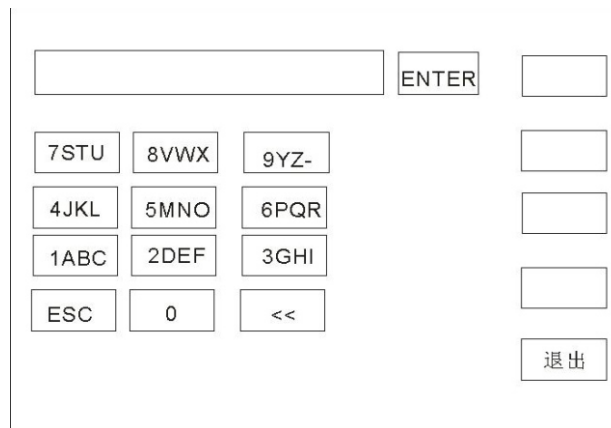 ENTER
7STU 8VWX 9YZ-
4JKL 5MNO 6PQR
1ABC 2DEF 3GHI
ESC 0 <<
退出